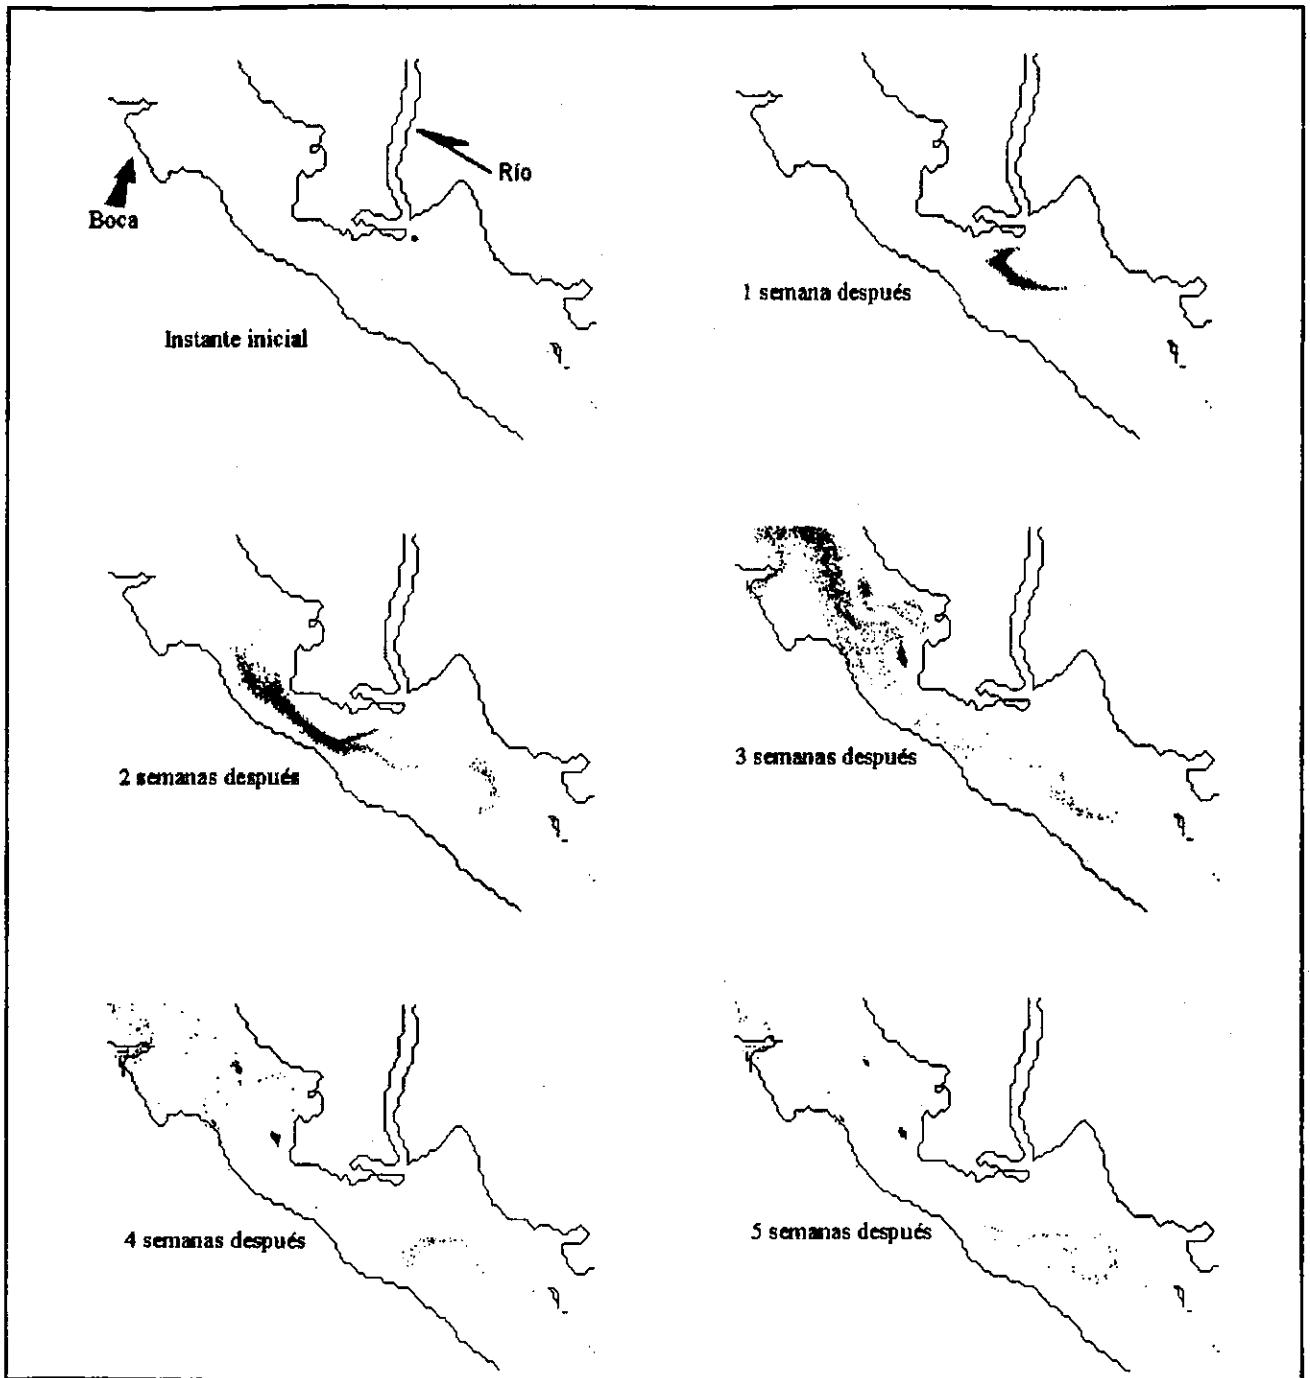 Río
Boca
Instante inicial
1 semana después
2 semanas después
3 semanas después
4 semanas después
5 semanas después